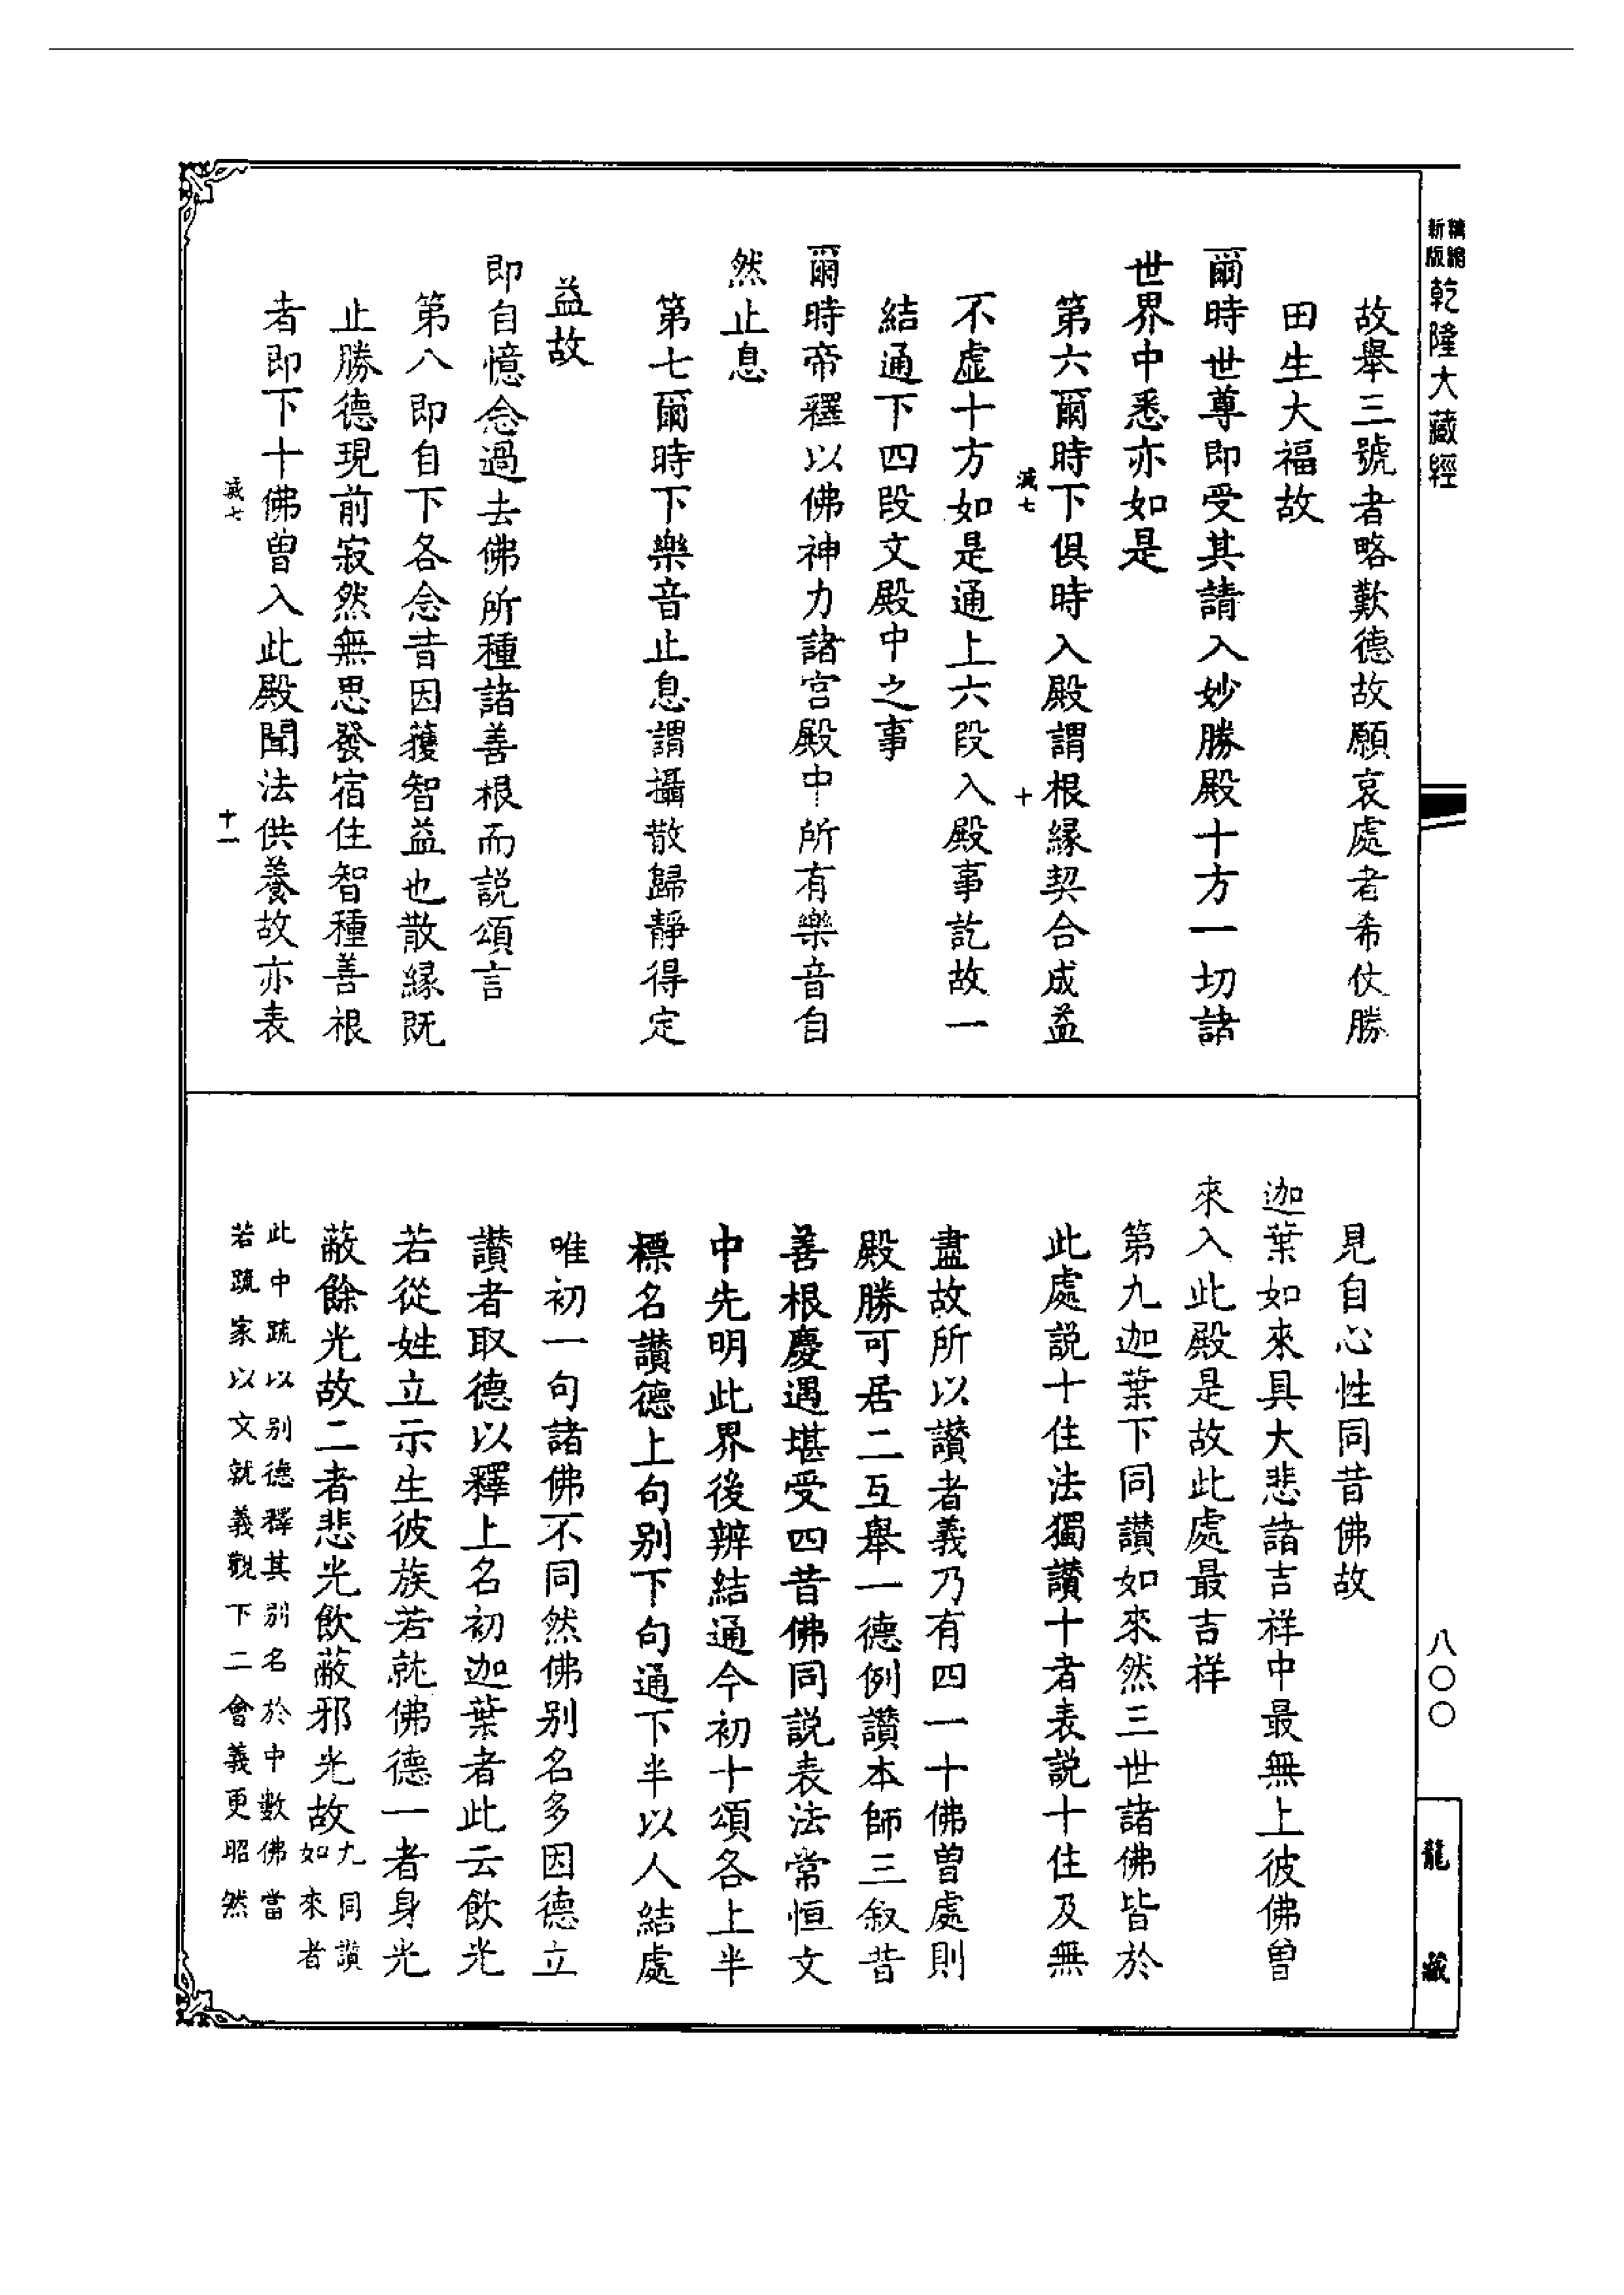 精縮
新版
乾隆大藏經
故舉三號者略歎德故願哀處者希仗勝
田生大福故
爾時世尊即受其請入妙勝殿十方一切諸
世界中悉亦如是
第六爾時下俱時入殿謂根緣契合成益
滅七
十
不虛十方如是通上六段入殿事訖故一
結通下四段文殿中之事
爾時帝釋以佛神力諸宮殿中所有樂音自
然止息
第七爾時下樂音止息謂攝散歸靜得定
益故
即自憶念過去佛所種諸善根而說頌言
第八即自下各念昔因獲智益也散緣既
止勝德現前寂然無思發宿住智種善根
者即下十佛曾入此殿聞法供養故亦表
滅七
十一
見自心性同昔佛故
迦葉如來具大悲諸吉祥中最無上彼佛曾
來入此殿是故此處最吉祥
第九迦葉下同讚如來然三世諸佛皆於
此處說十住法獨讚十者表說十住及無
盡故所以讚者義乃有四一十佛曾處則
殿勝可居二互舉一德例讚本師三叙昔
善根慶遇堪受四昔佛同說表法常恒文
中先明此界後辨結通今初十頌各上半
標名讚德上句別下句通下半以人結處
唯初一句諸佛不同然佛別名多因德立
讚者取德以釋上名初迦葉者此云飲光
若從姓立示生彼族若就佛德一者身光
蔽餘光故二者悲光飲蔽邪光故
九同讚
如來者
此中疏以別德釋其別名於中數佛當
若疏家以文就義觀下二會義更昭然
八〇〇
龍藏